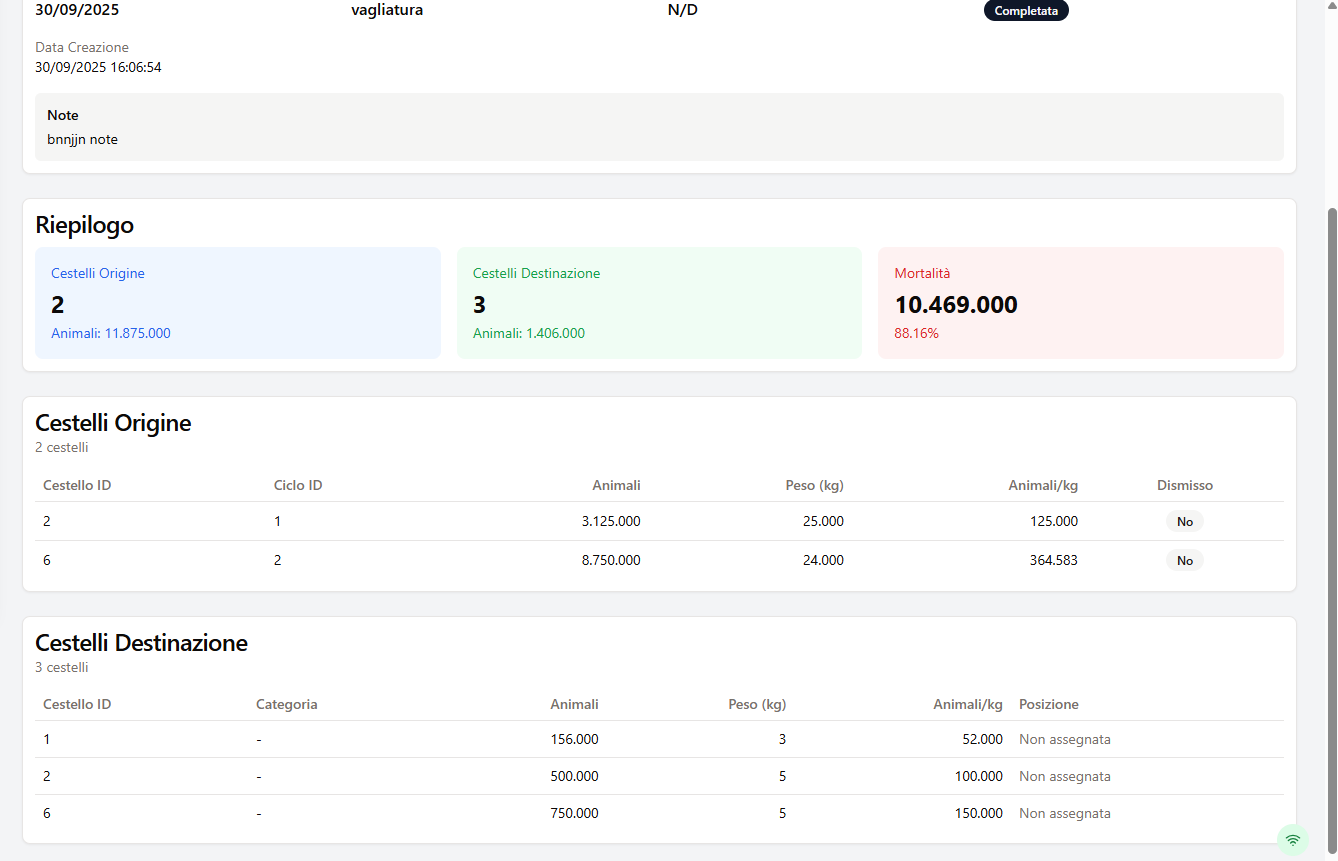 30/09/2025 vagliatura N/D Completata
Data Creazione
30/09/2025 16:06:54
Note
bnnjjn note
Riepilogo
Cestelli Origine
2
Animali: 11.875.000
Cestelli Destinazione
3
Animali: 1.406.000
Mortalità
10.469.000
88.16%
Cestelli Origine
2 cestelli
Cestello ID Ciclo ID Animali Peso (kg) Animali/kg Dismisso
2 1 3.125.000 25.000 125.000 No
6 2 8.750.000 24.000 364.583 No
Cestelli Destinazione
3 cestelli
Cestello ID Categoria Animali Peso (kg) Animali/kg Posizione
1 - 156.000 3 52.000 Non assegnata
2 - 500.000 5 100.000 Non assegnata
6 - 750.000 5 150.000 Non assegnata